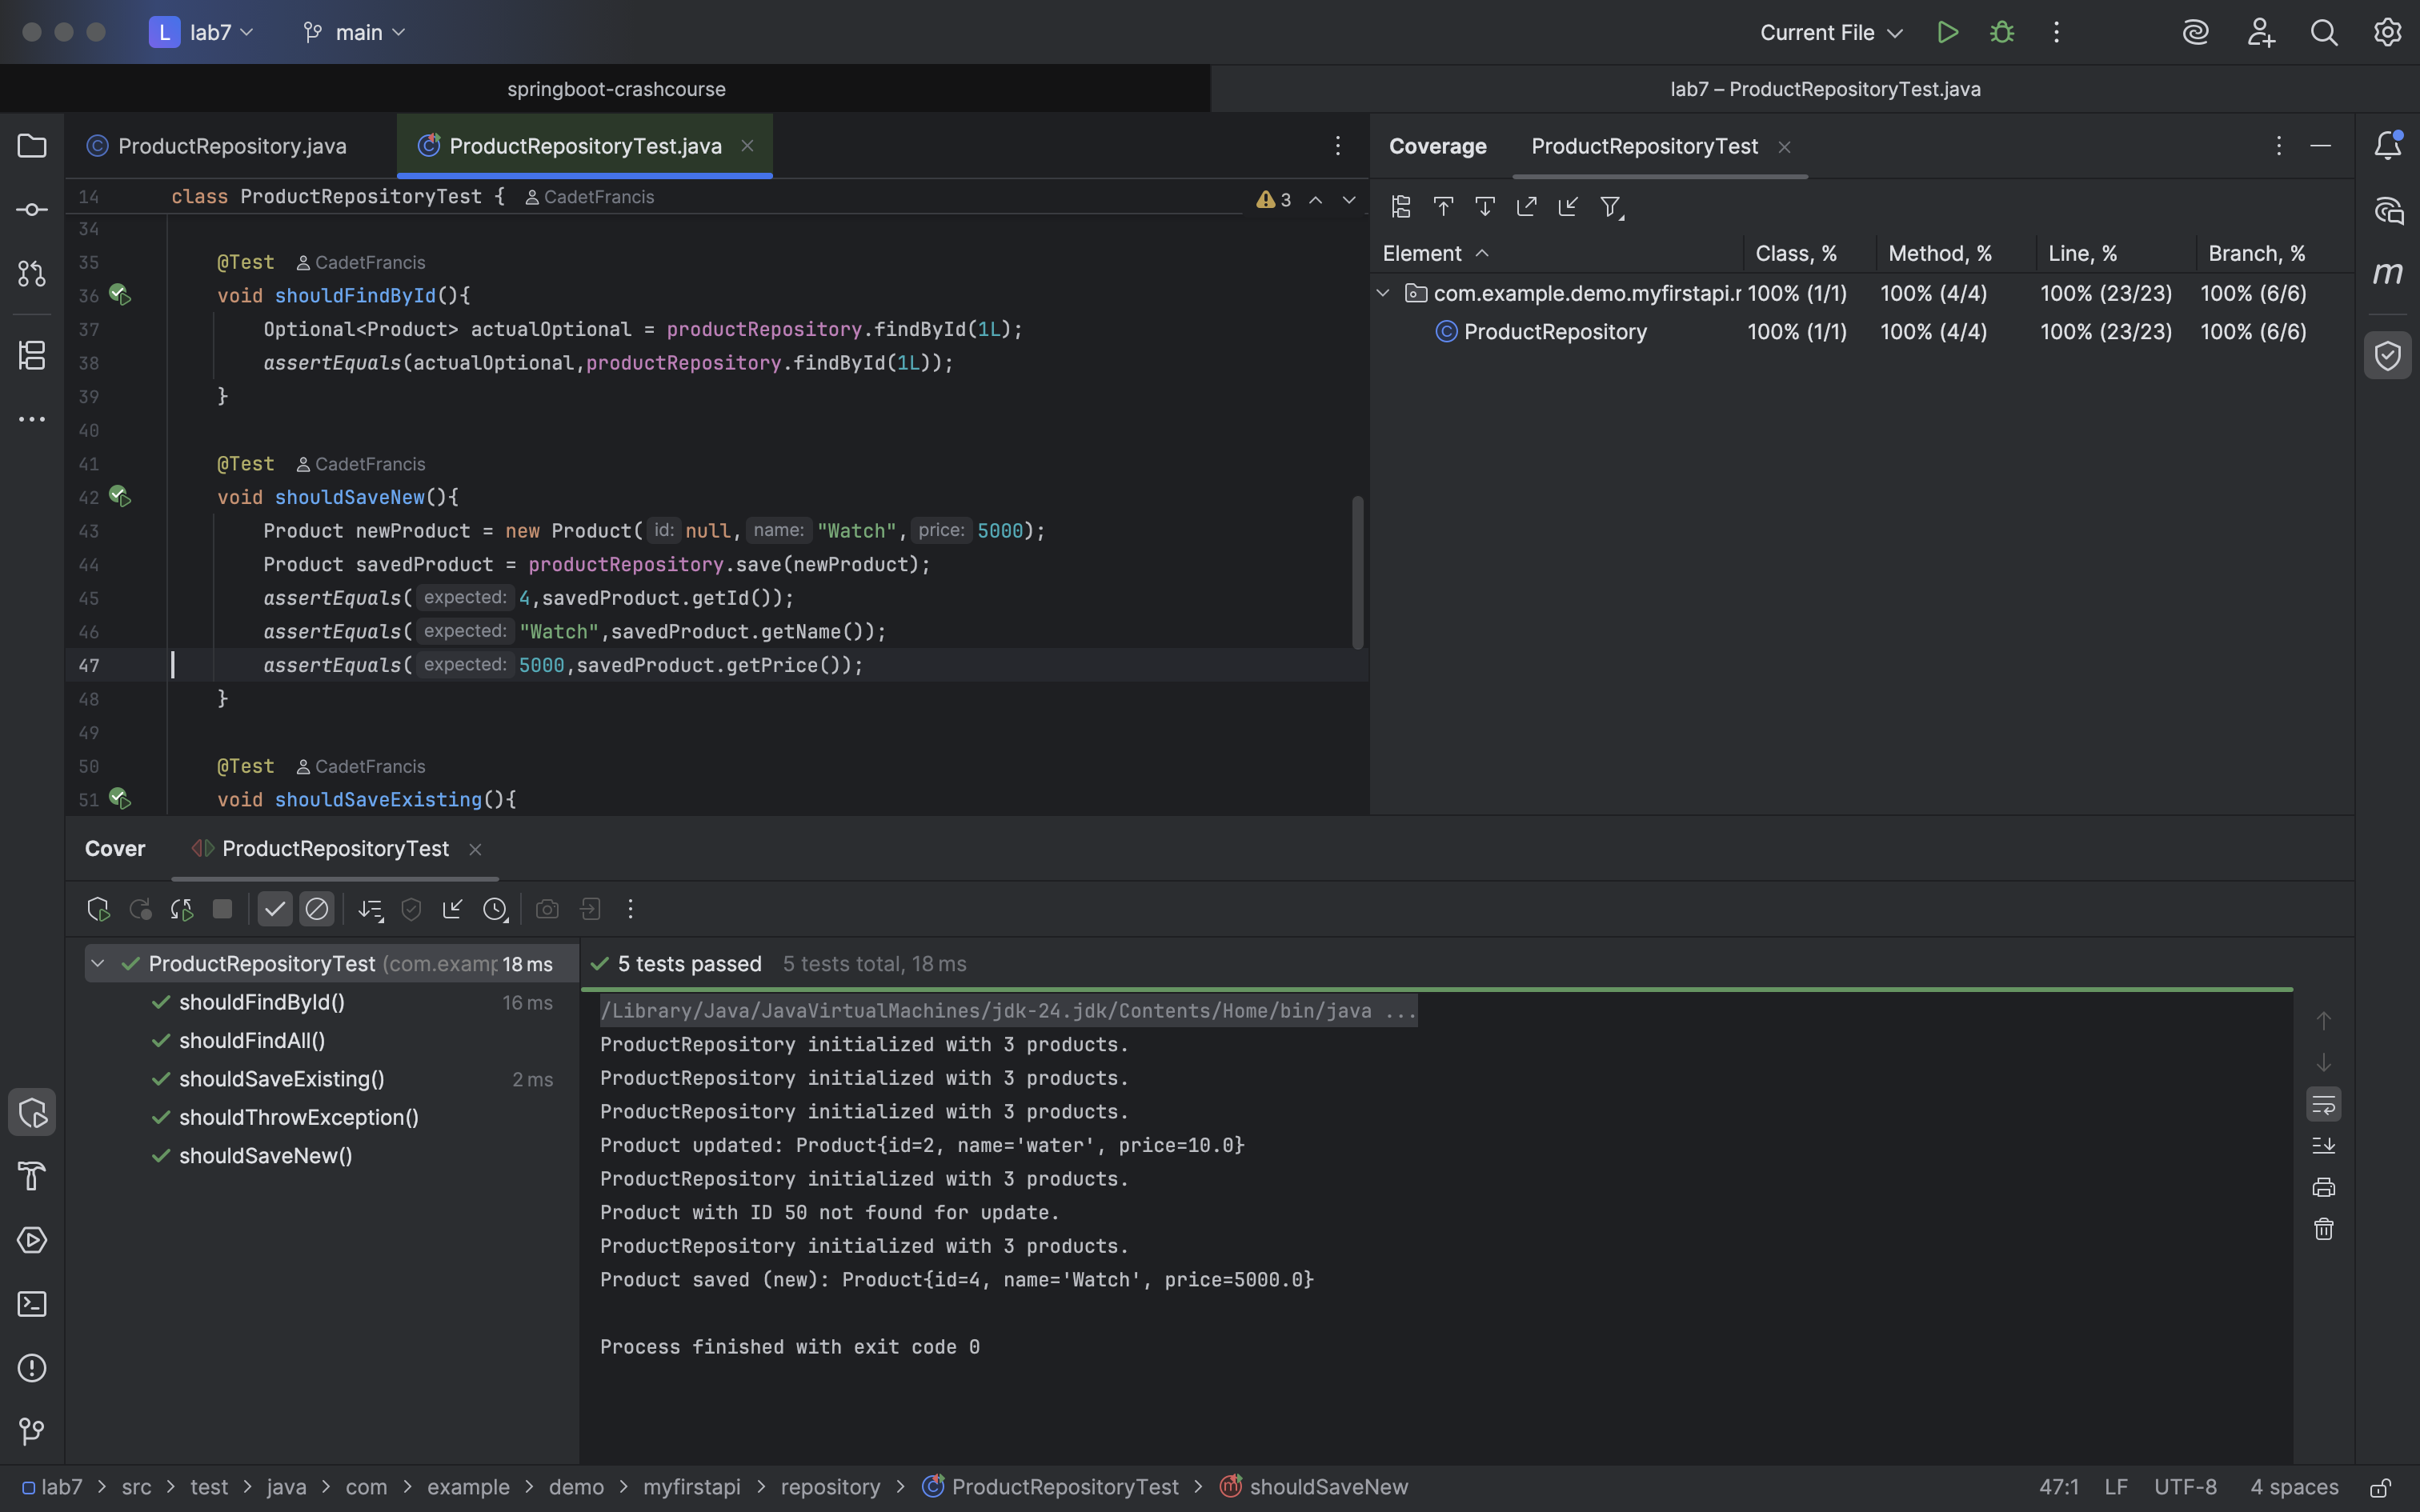 L lab7 main Current File
springboot-crashcourse lab7 – ProductRepositoryTest.java
ProductRepository.java ProductRepositoryTest.java
14 class ProductRepositoryTest { CadetFrancis 3
34
35 @Test CadetFrancis
36 void shouldFindById(){
37 Optional<Product> actualOptional = productRepository.findById(1L);
38 assertEquals(actualOptional,productRepository.findById(1L));
39 }
40
41 @Test CadetFrancis
42 void shouldSaveNew(){
43 Product newProduct = new Product( id: null, name: "Watch", price: 5000);
44 Product savedProduct = productRepository.save(newProduct);
45 assertEquals( expected: 4,savedProduct.getId());
46 assertEquals( expected: "Watch",savedProduct.getName());
47 assertEquals( expected: 5000,savedProduct.getPrice());
48 }
49
50 @Test CadetFrancis
51 void shouldSaveExisting(){
Coverage ProductRepositoryTest
Element Class, % Method, % Line, % Branch, %
com.example.demo.myfirstapi.r 100% (1/1) 100% (4/4) 100% (23/23) 100% (6/6)
ProductRepository 100% (1/1) 100% (4/4) 100% (23/23) 100% (6/6)
m
Cover ProductRepositoryTest
ProductRepositoryTest (com.examp 18 ms
shouldFindById() 16 ms
shouldFindAll()
shouldSaveExisting() 2 ms
shouldThrowException()
shouldSaveNew()
5 tests passed 5 tests total, 18 ms
/Library/Java/JavaVirtualMachines/jdk-24.jdk/Contents/Home/bin/java ...
ProductRepository initialized with 3 products.
ProductRepository initialized with 3 products.
ProductRepository initialized with 3 products.
Product updated: Product{id=2, name='water', price=10.0}
ProductRepository initialized with 3 products.
Product with ID 50 not found for update.
ProductRepository initialized with 3 products.
Product saved (new): Product{id=4, name='Watch', price=5000.0}
Process finished with exit code 0
lab7 > src > test > java > com > example > demo > myfirstapi > repository > ProductRepositoryTest > shouldSaveNew 47:1 LF UTF-8 4 spaces